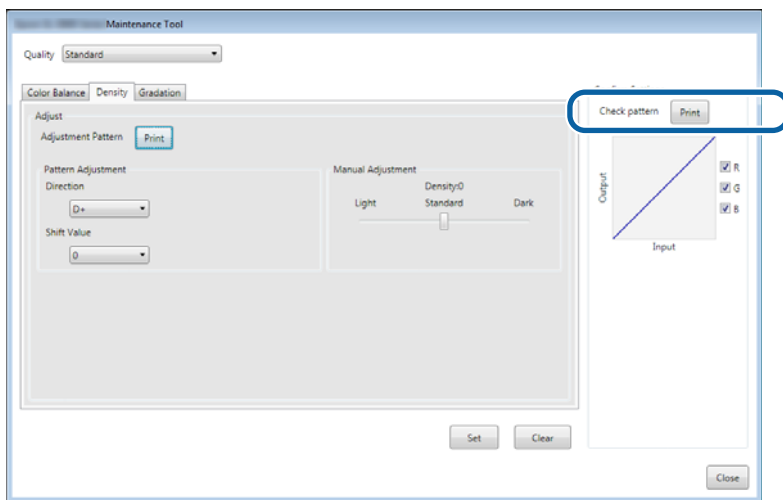 Maintenance Tool
Quality Standard
Color Balance Density Gradation
Adjust
Adjustment Pattern Print
Pattern Adjustment
Direction
D+
Shift Value
0
Manual Adjustment
Density:0
Light Standard Dark
Check pattern Print
Output
R
G
B
Input
Set Clear
Close